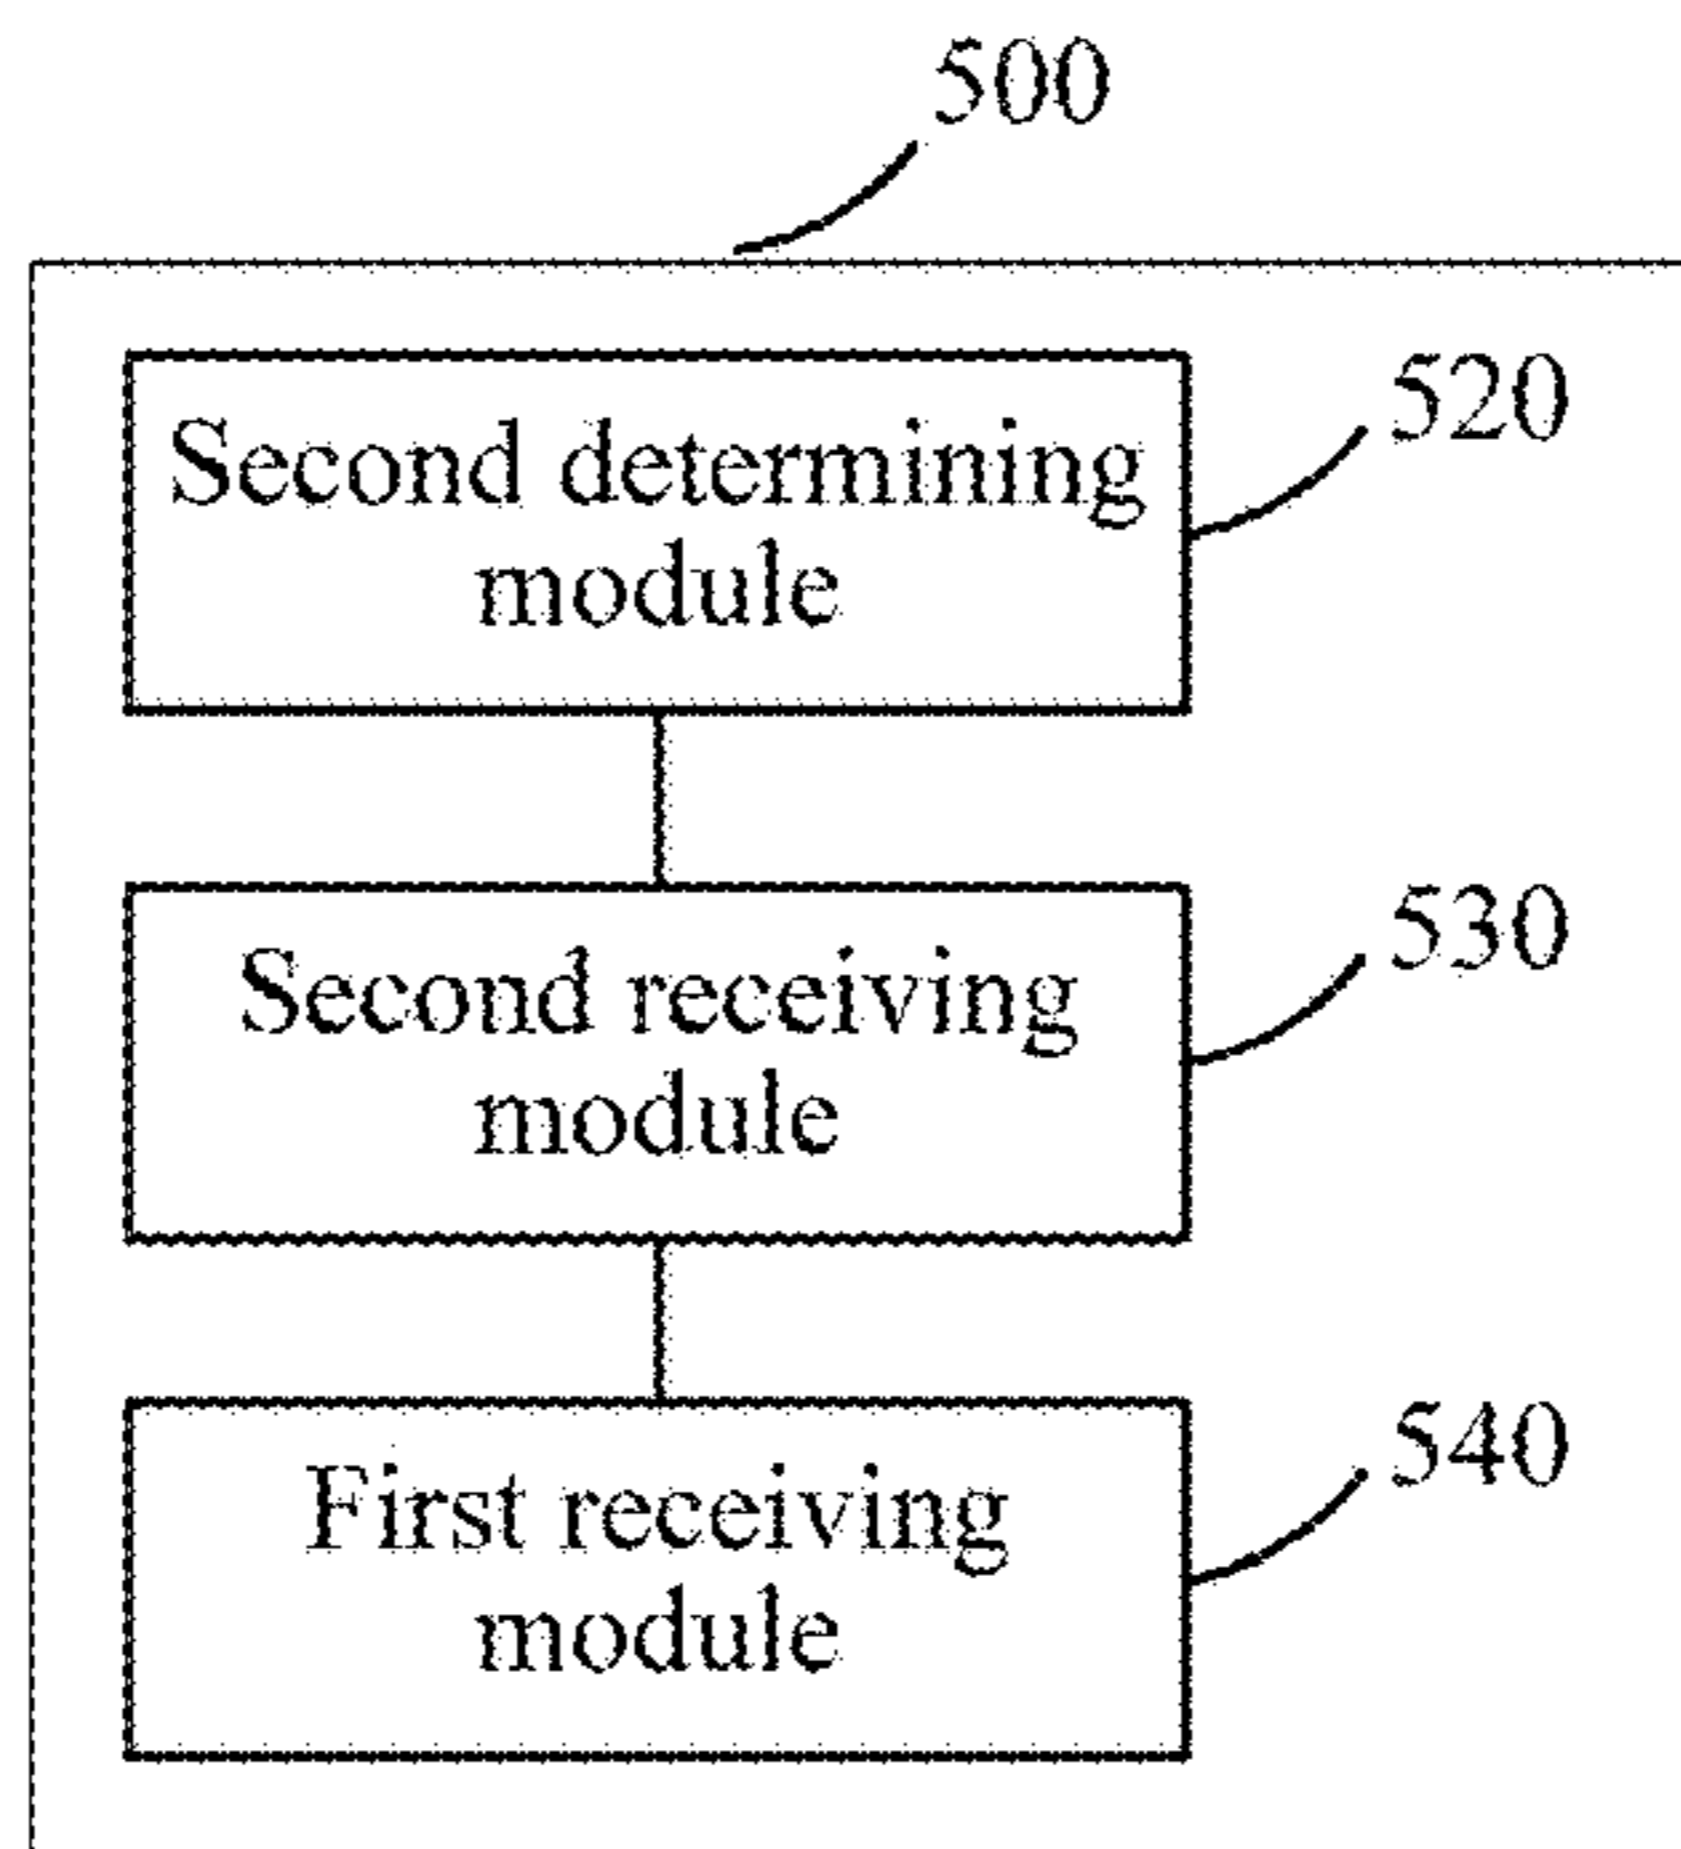 500
Second determining
module
520
Second receiving
module
530
First receiving
module
540